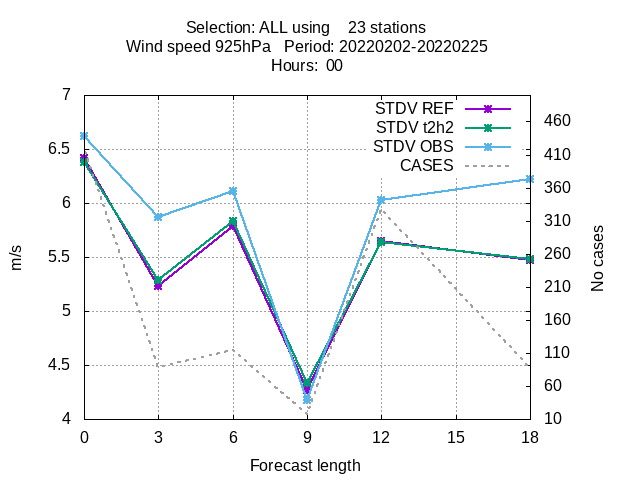 Selection: ALL using    23 stations
Wind speed 925hPa   Period: 20220202-20220225
Hours:  00
STDV REF
STDV t2h2
STDV OBS
CASES
7
6.5
6
5.5
5
4.5
4
460
410
360
310
260
210
160
110
60
10
m/s
No cases
0 3 6 9 12 15 18
Forecast length